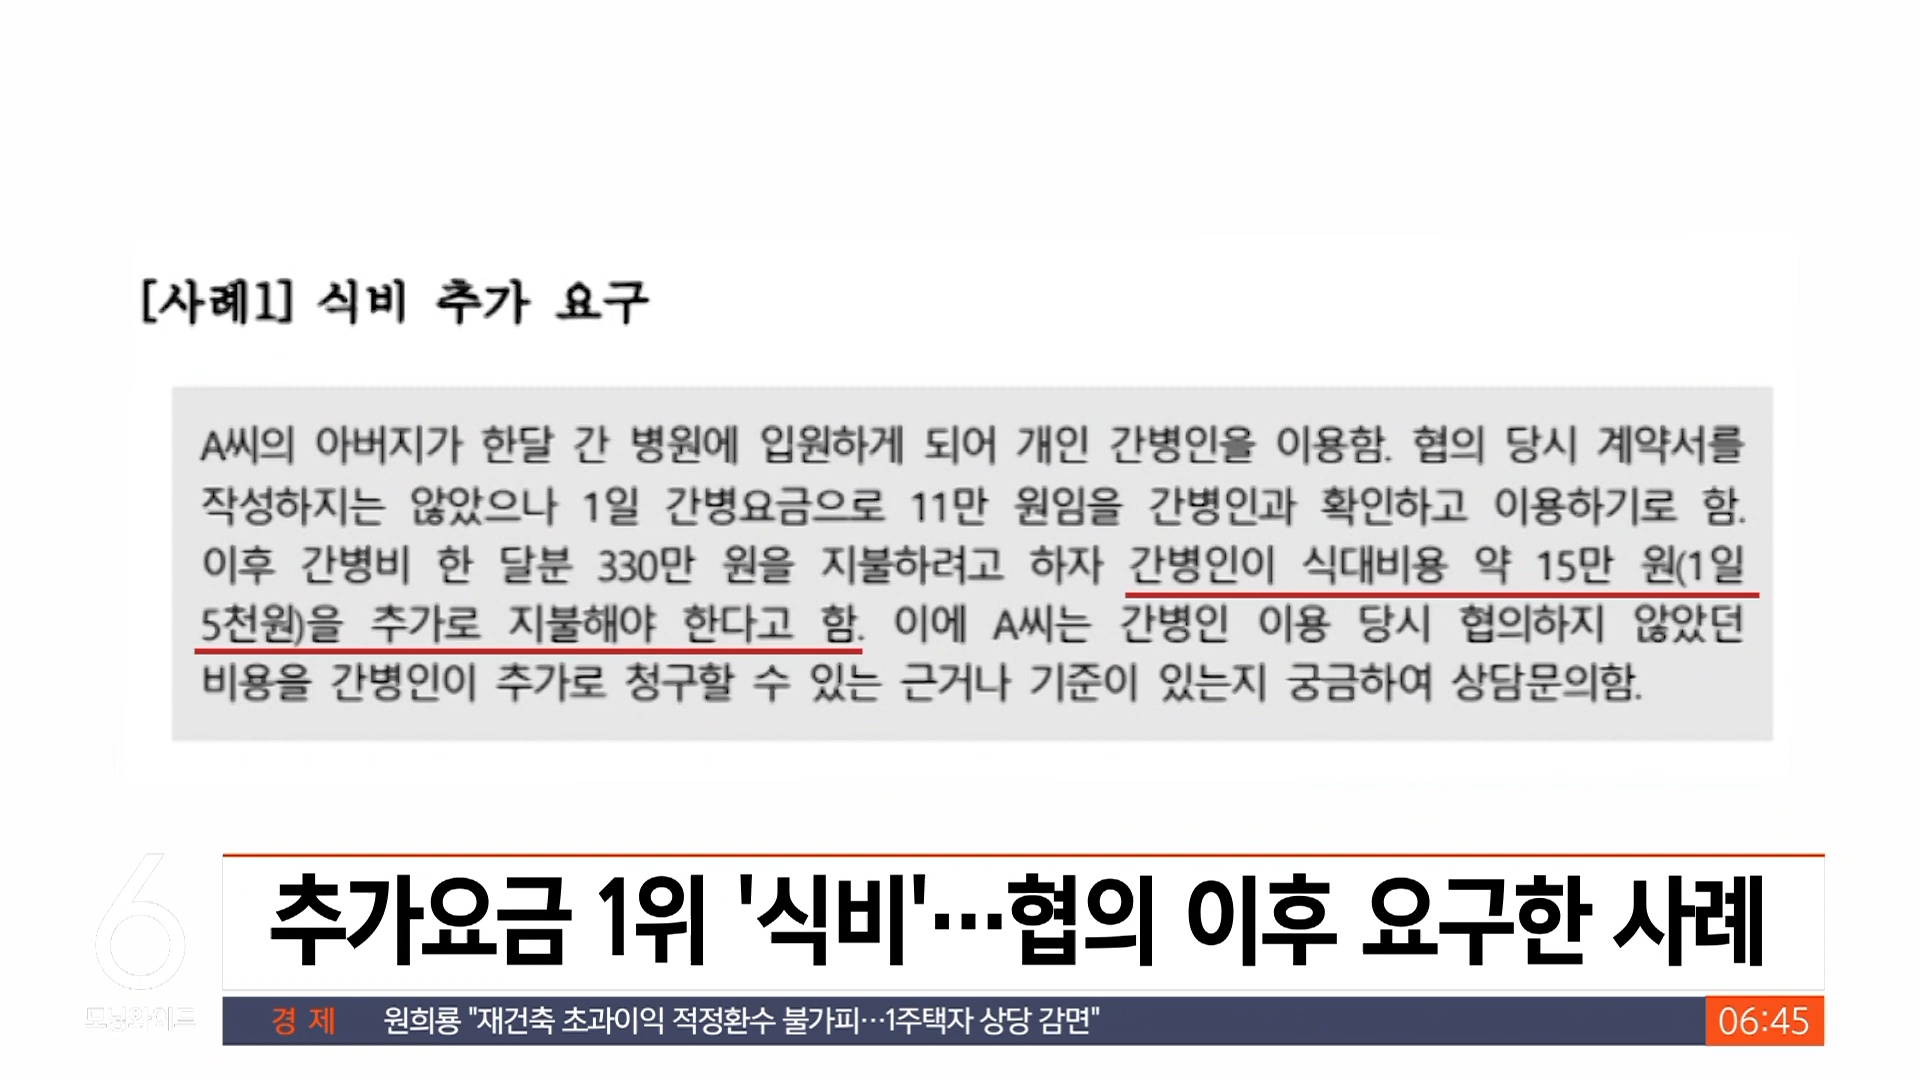 [사례1] 식비 추가 요구
A씨의 아버지가 한달 간 병원에 입원하게 되어 개인 간병인을 이용함. 협의 당시 계약서를
작성하지는 않았으나 1일 간병요금으로 11만 원임을 간병인과 확인하고 이용하기로 함.
이후 간병비 한 달분 330만 원을 지불하려고 하자 간병인이 식대비용 약 15만 원(1일
5천원)을 추가로 지불해야 한다고 함. 이에 A씨는 간병인 이용 당시 협의하지 않았던
비용을 간병인이 추가로 청구할 수 있는 근거나 기준이 있는지 궁금하여 상담문의함.
6
모닝와이드
추가요금 1위 '식비'…협의 이후 요구한 사례
경제 원희룡 "재건축 초과이익 적정환수 불가피…1주택자 상당 감면"
06:45